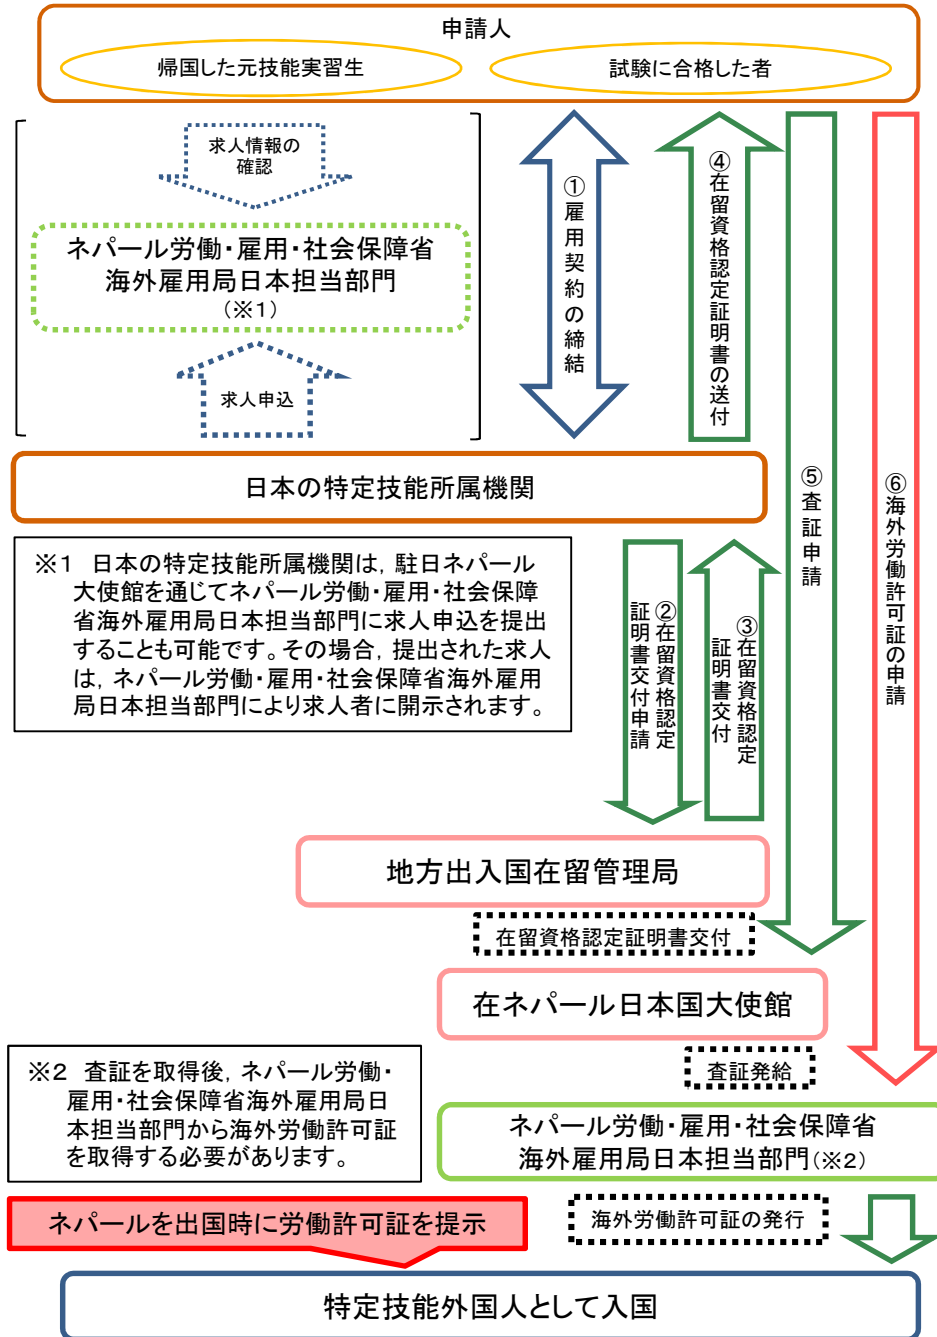 申請人
帰国した元技能実習生
試験に合格した者
求人情報の
確認
ネパール労働・雇用・社会保障省
海外雇用局日本担当部門
(※1)
求人申込
①雇用契約の締結
④在留資格認定証明書の送付
⑤査証申請
⑥海外労働許可証の申請
日本の特定技能所属機関
※1 日本の特定技能所属機関は,駐日ネパール
大使館を通じてネパール労働・雇用・社会保障
省海外雇用局日本担当部門に求人申込を提出
することも可能です。その場合,提出された求人
は,ネパール労働・雇用・社会保障省海外雇用
局日本担当部門により求人者に開示されます。
②在留資格認定
証明書交付申請
③在留資格認定
証明書交付
地方出入国在留管理局
在留資格認定証明書交付
在ネパール日本国大使館
査証発給
※2 査証を取得後,ネパール労働・
雇用・社会保障省海外雇用局日
本担当部門から海外労働許可証
を取得する必要があります。
ネパール労働・雇用・社会保障省
海外雇用局日本担当部門(※2)
ネパールを出国時に労働許可証を提示
海外労働許可証の発行
特定技能外国人として入国